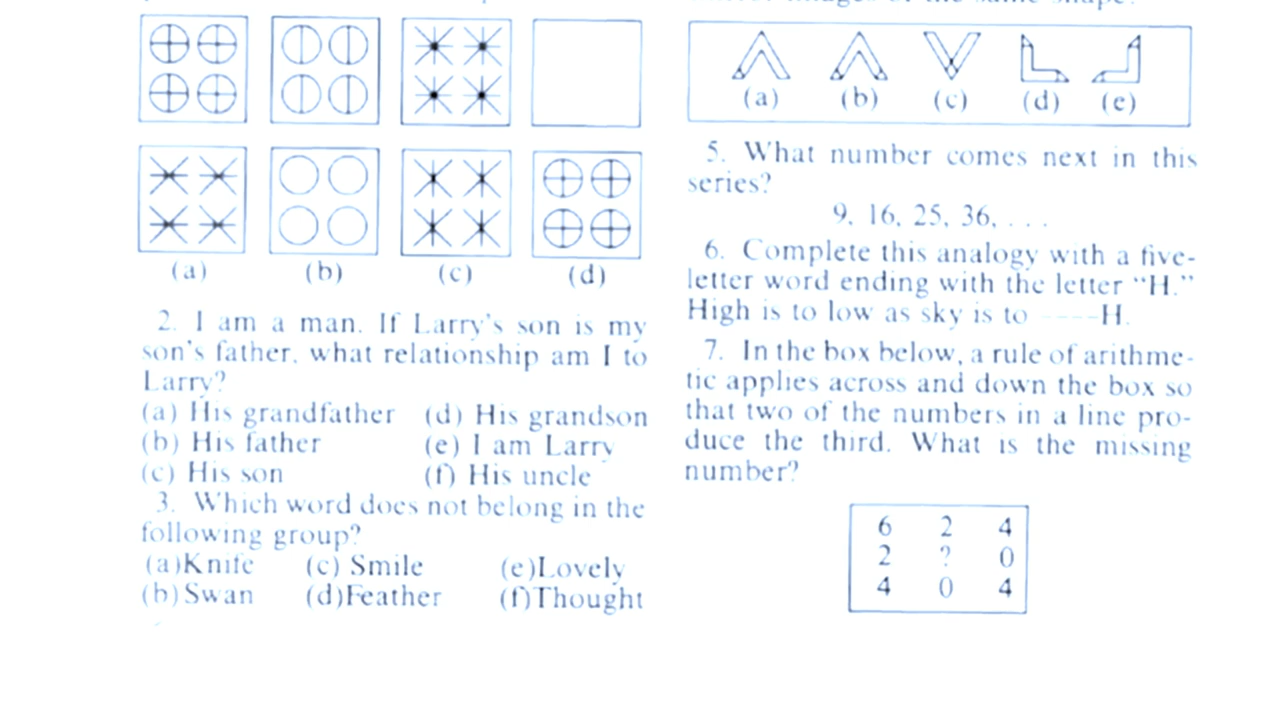 (a) (b) (c) (d)
2. I am a man. If Larry's son is my
son's father, what relationship am I to
Larry?
(a) His grandfather (d) His grandson
(b) His father (e) I am Larry
(c) His son (f) His uncle
3. Which word does not belong in the
following group?
(a)Knife (c) Smile (e)Lovely
(b)Swan (d)Feather (f)Thought
(a) (b) (c) (d) (e)
5. What number comes next in this
series?
9, 16, 25, 36, . . .
6. Complete this analogy with a five-
letter word ending with the letter “H.”
High is to low as sky is to ----H.
7. In the box below, a rule of arithme-
tic applies across and down the box so
that two of the numbers in a line pro-
duce the third. What is the missing
number?
6 2 4
2 ? 0
4 0 4